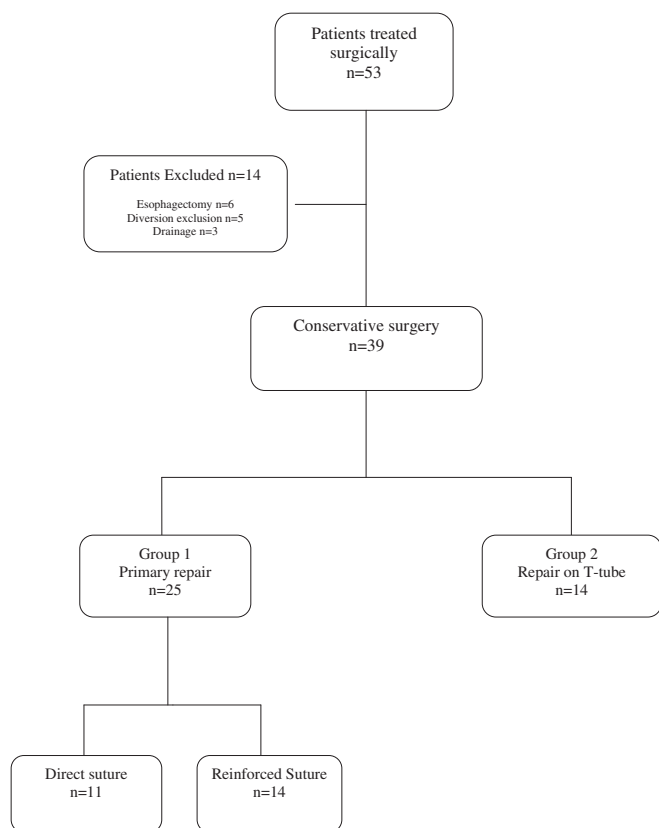 Patients treated
surgically
n=53
Patients Excluded n=14
Esophagectomy n=6
Diversion exclusion n=5
Drainage n=3
Conservative surgery
n=39
Group 1
Primary repair
n=25
Group 2
Repair on T-tube
n=14
Direct suture
n=11
Reinforced Suture
n=14